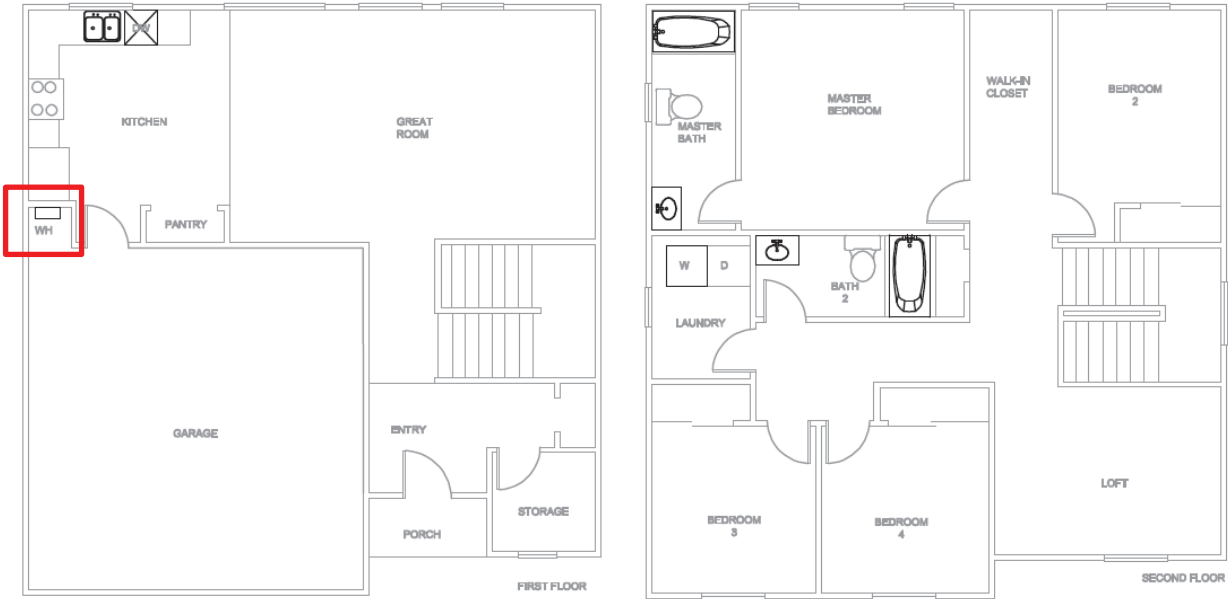 DW
KITCHEN
GREAT
ROOM
WH
PANTRY
GARAGE
ENTRY
STORAGE
PORCH
FIRST FLOOR
MASTER
BEDROOM
WALK-IN
CLOSET
BEDROOM
2
MASTER
BATH
W
D
BATH
2
LAUNDRY
LOFT
BEDROOM
3
BEDROOM
4
SECOND FLOOR